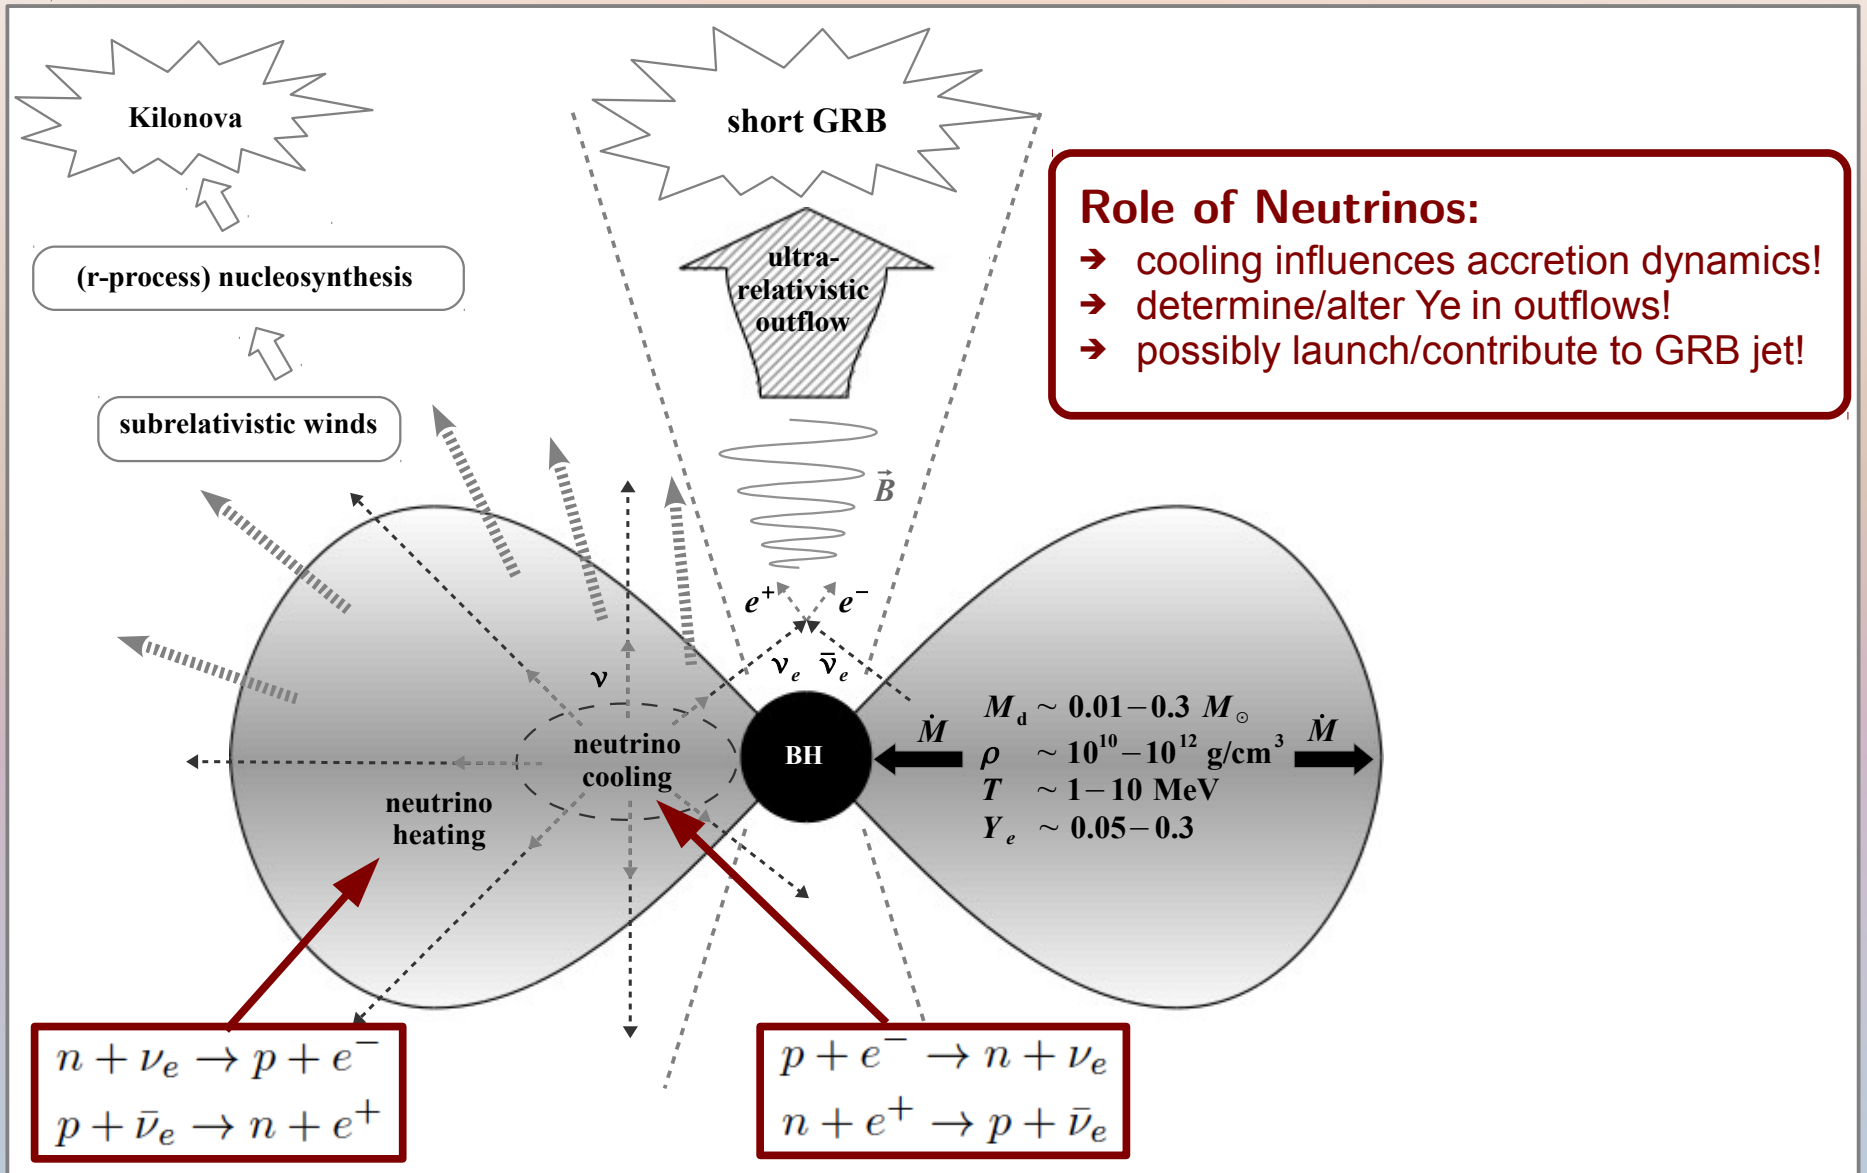 Kilonova
short GRB
(r-process) nucleosynthesis
subrelativistic winds
ultra-
relativistic
outflow
Role of Neutrinos:
➔ cooling influences accretion dynamics!
➔ determine/alter Ye in outflows!
➔ possibly launch/contribute to GRB jet!
B⃗
e⁺ e⁻
ν
νₑ ν̄ₑ
neutrino
cooling
neutrino
heating
BH
Ṁ
M_d ~ 0.01–0.3 M_☉
ρ ~ 10¹⁰–10¹² g/cm³
T ~ 1–10 MeV
Yₑ ~ 0.05–0.3
Ṁ
n + νₑ → p + e⁻
p + ν̄ₑ → n + e⁺
p + e⁻ → n + νₑ
n + e⁺ → p + ν̄ₑ